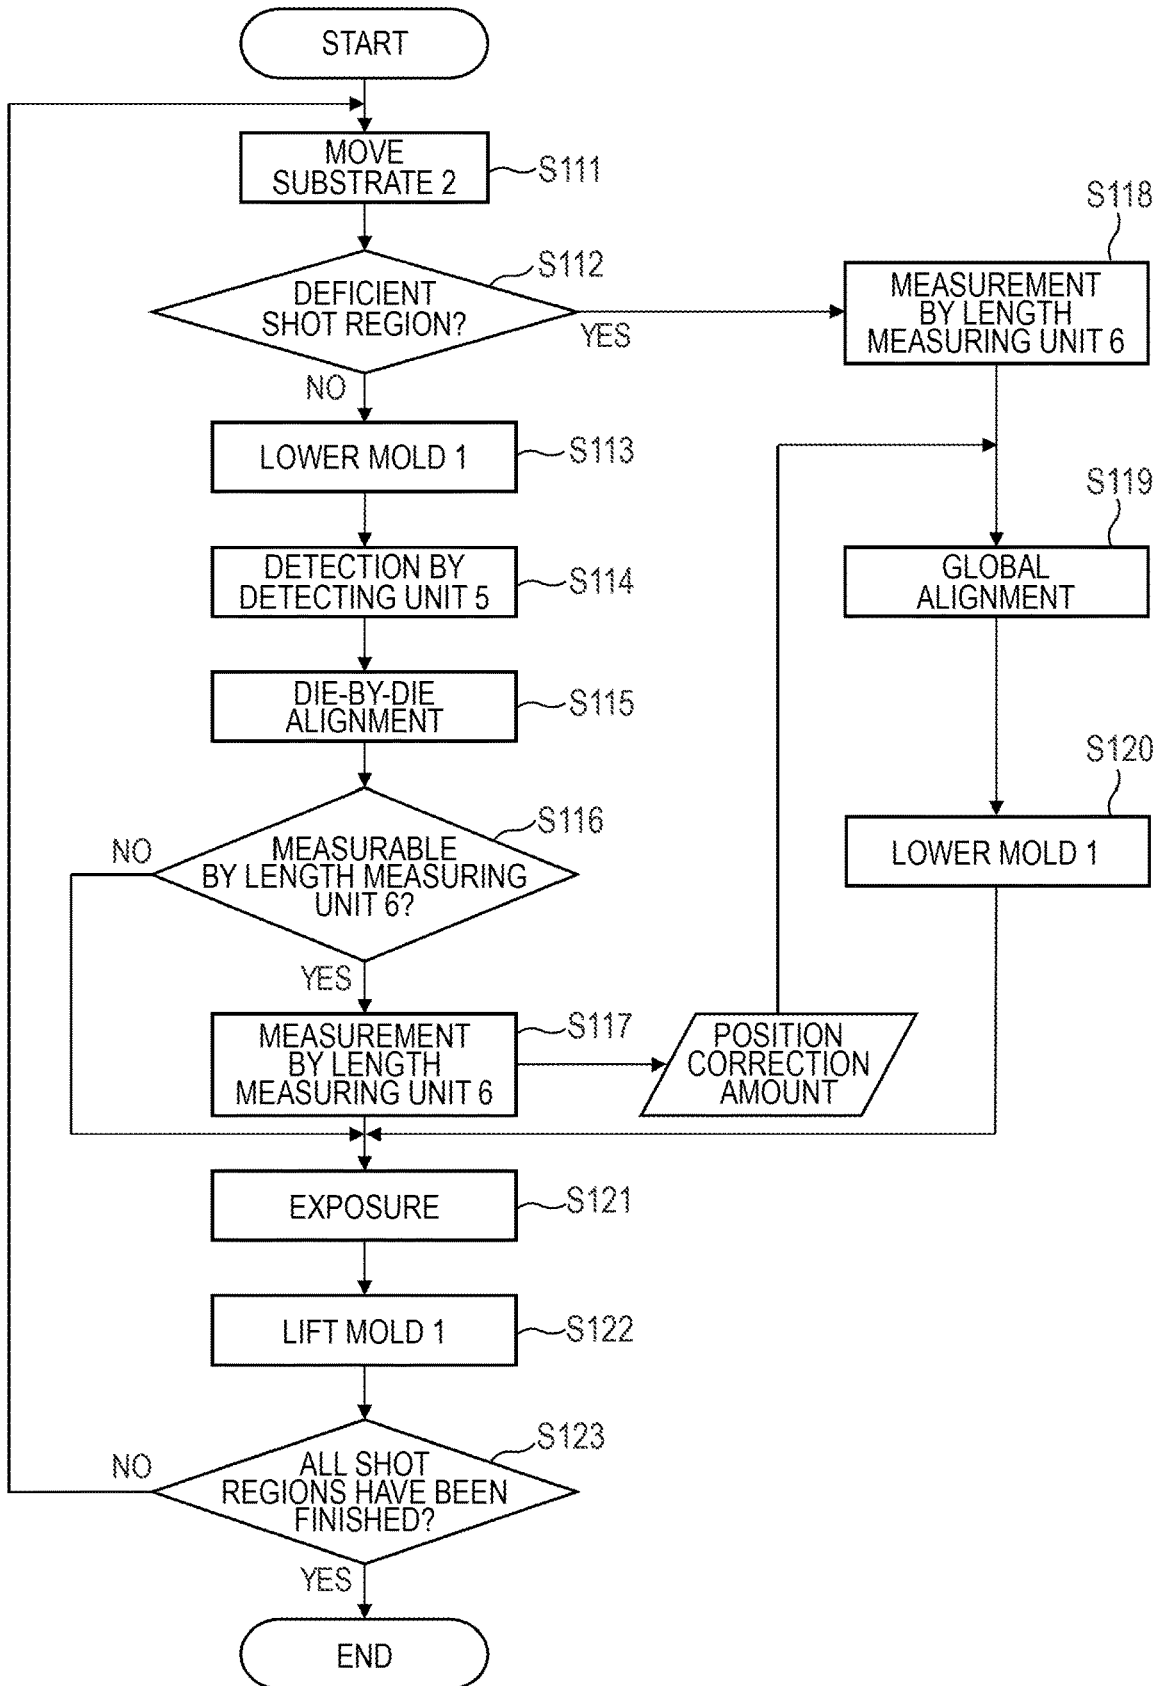 START
MOVE
SUBSTRATE 2
S111
DEFICIENT
SHOT REGION?
S112
YES
NO
MEASUREMENT
BY LENGTH
MEASURING UNIT 6
S118
LOWER MOLD 1
S113
DETECTION BY
DETECTING UNIT 5
S114
GLOBAL
ALIGNMENT
S119
DIE-BY-DIE
ALIGNMENT
S115
MEASURABLE
BY LENGTH MEASURING
UNIT 6?
S116
NO
YES
LOWER MOLD 1
S120
MEASUREMENT
BY LENGTH
MEASURING UNIT 6
S117
POSITION
CORRECTION
AMOUNT
EXPOSURE
S121
LIFT MOLD 1
S122
ALL SHOT
REGIONS HAVE BEEN
FINISHED?
S123
NO
YES
END